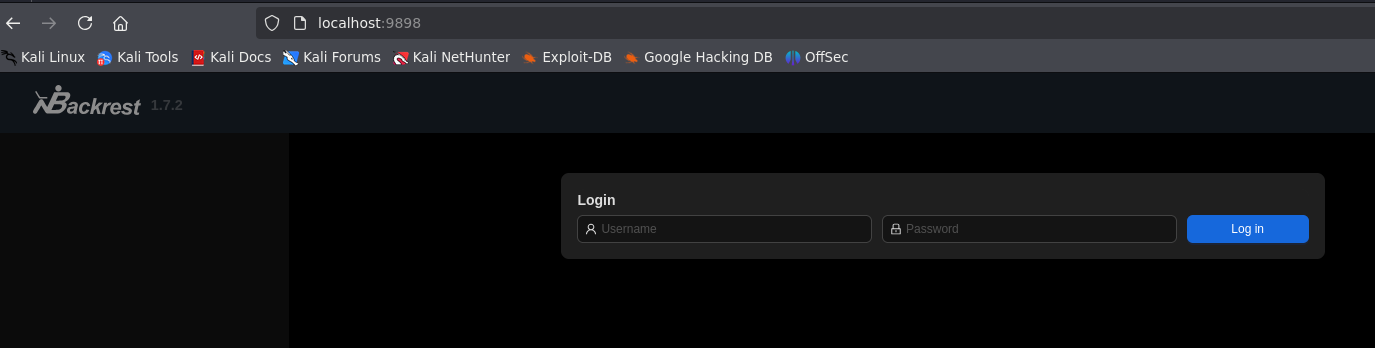 localhost:9898
Kali Linux Kali Tools Kali Docs Kali Forums Kali NetHunter Exploit-DB Google Hacking DB OffSec
Backrest 1.7.2
Login
Username Password Log in